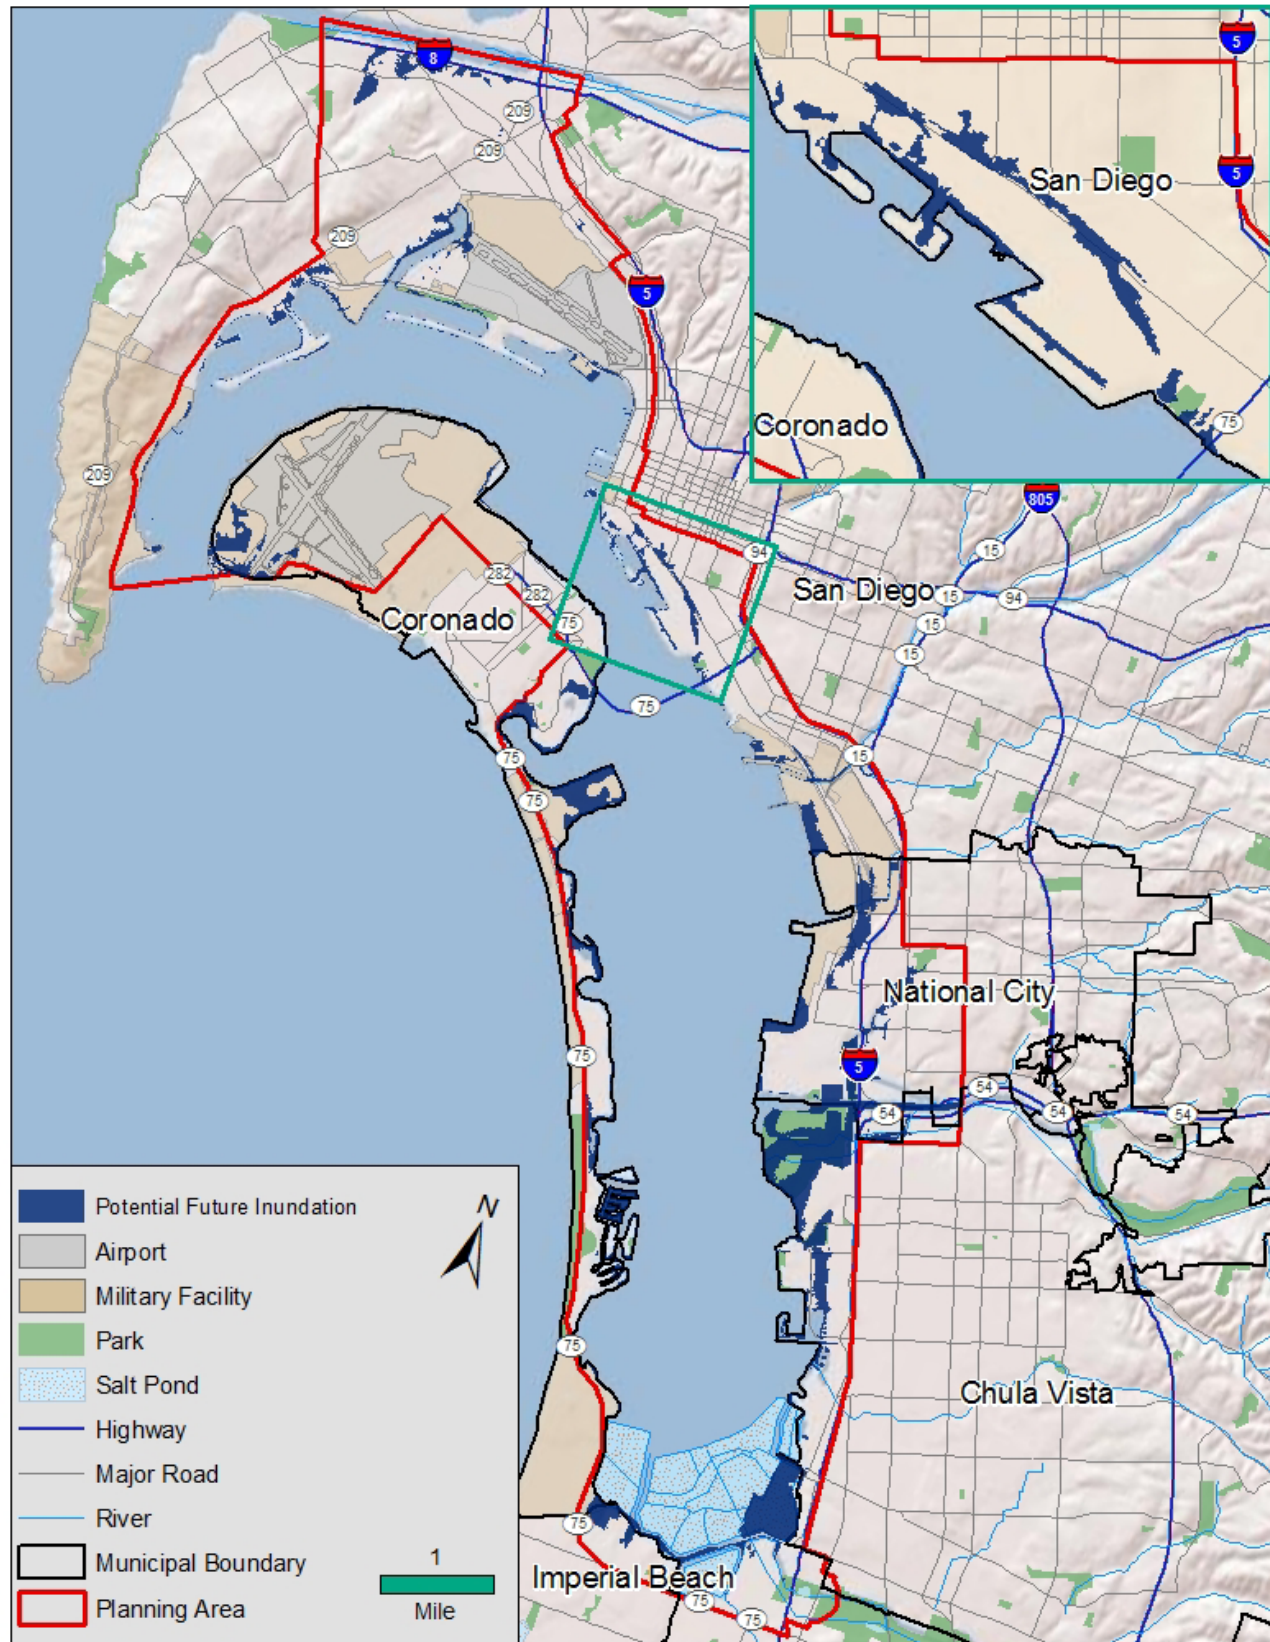 8
5
209
209
5
San Diego
209
5
75
Coronado
209
805
94
15
282
San Diego
15
94
282
Coronado
75
15
15
75
15
75
75
National City
75
5
54
54
54
54
Potential Future Inundation
N
Airport
Military Facility
Park
75
Salt Pond
Chula Vista
Highway
Major Road
River
75
Municipal Boundary
1
Imperial Beach
Planning Area
Mile
75
75